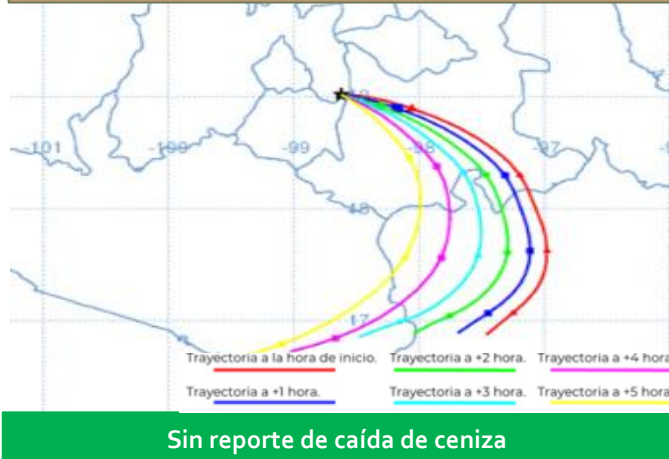 -101 -100 -99 -98 -97
17
Trayectoria a la hora de inicio. Trayectoria a +2 hora. Trayectoria a +4 hora
Trayectoria a +1 hora. Trayectoria a +3 hora. Trayectoria a +5 hora
Sin reporte de caída de ceniza